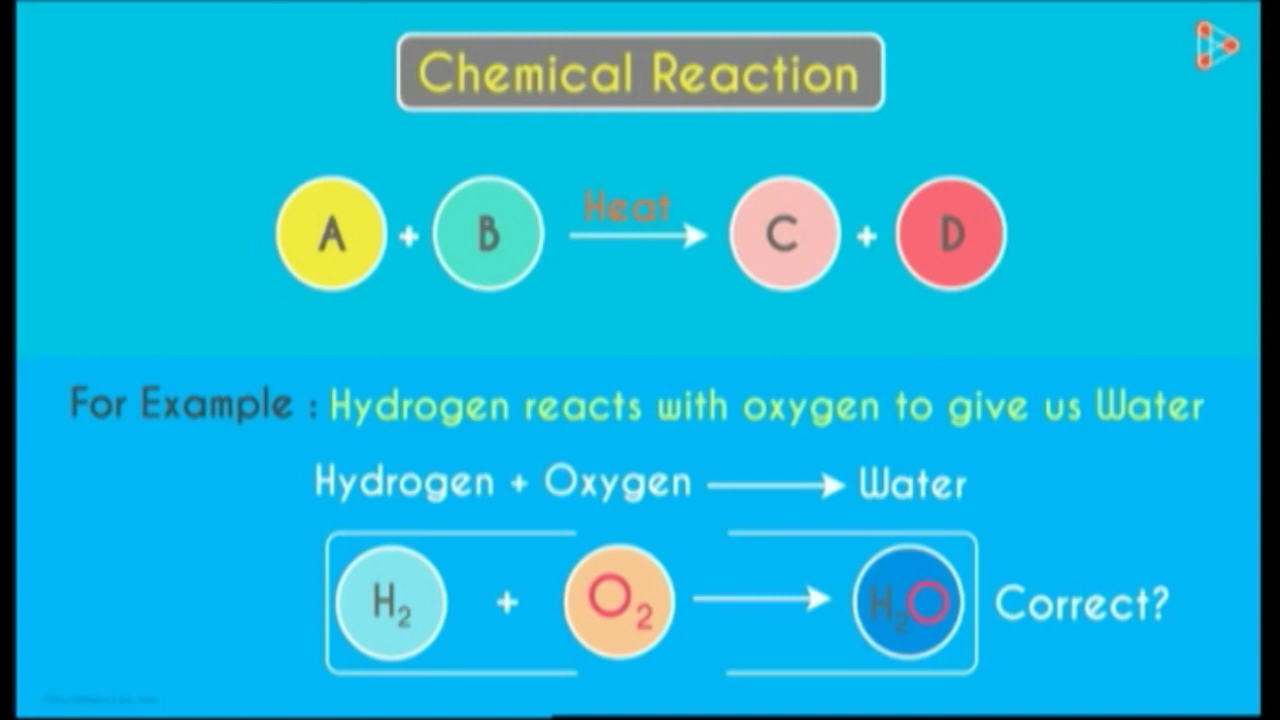 Chemical Reaction
Heat
A + B → C + D
For Example : Hydrogen reacts with oxygen to give us Water
Hydrogen + Oxygen → Water
H₂ + O₂ → H₂O Correct?